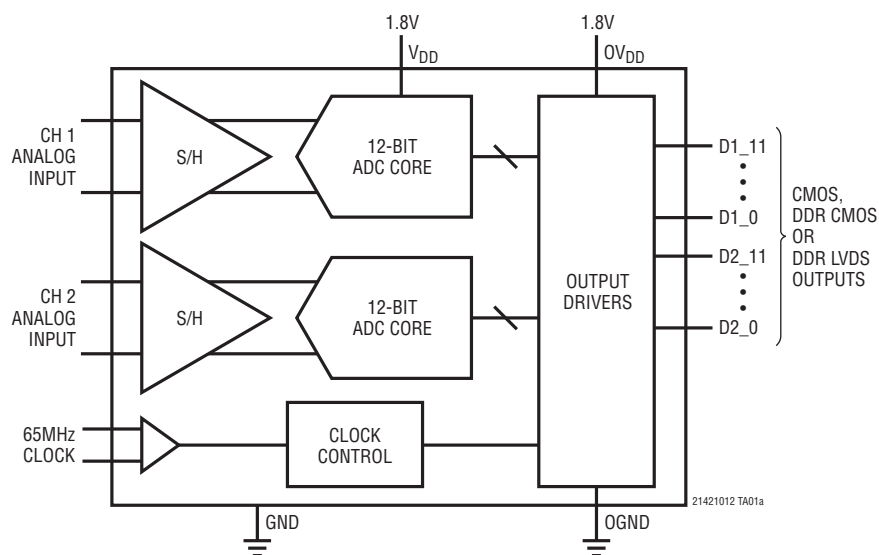 1.8V
1.8V
VDD
OVDD
CH 1
ANALOG
INPUT
S/H
12-BIT
ADC CORE
D1_11
D1_0
CMOS,
DDR CMOS
OR
DDR LVDS
OUTPUTS
CH 2
ANALOG
INPUT
S/H
12-BIT
ADC CORE
OUTPUT
DRIVERS
D2_11
D2_0
65MHz
CLOCK
CLOCK
CONTROL
21421012 TA01a
GND
OGND